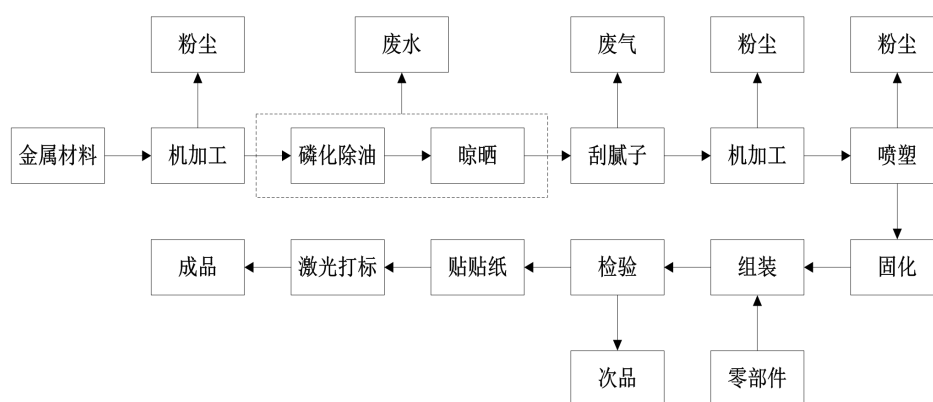 粉尘
废水
废气
粉尘
粉尘
金属材料
机加工
磷化除油
晾晒
刮腻子
机加工
喷塑
成品
激光打标
贴贴纸
检验
组装
固化
次品
零部件